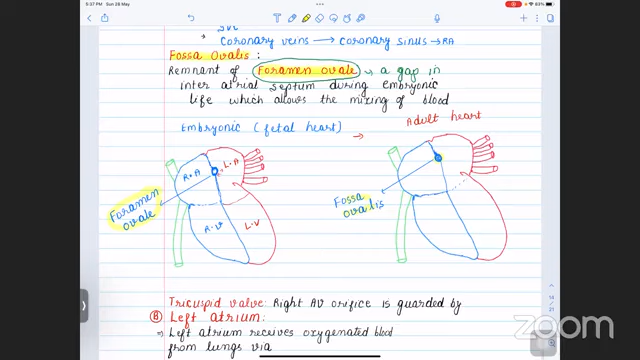 5:37 PM Sun 28 May
SVC
Coronary veins → Coronary sinus → RA
Fossa Ovalis :
Remnant of Foramen ovale → a gap in
inter atrial septum during embryonic
life which allows the mixing of blood
Embryonic (fetal heart) → Adult heart
R.A L.A
Foramen
ovale
R.V L.V
Fossa
ovalis
Tricuspid valve: Right AV orifice is guarded by
B Left atrium:
⇒ Left atrium receives oxygenated blood
from lungs via
zoom